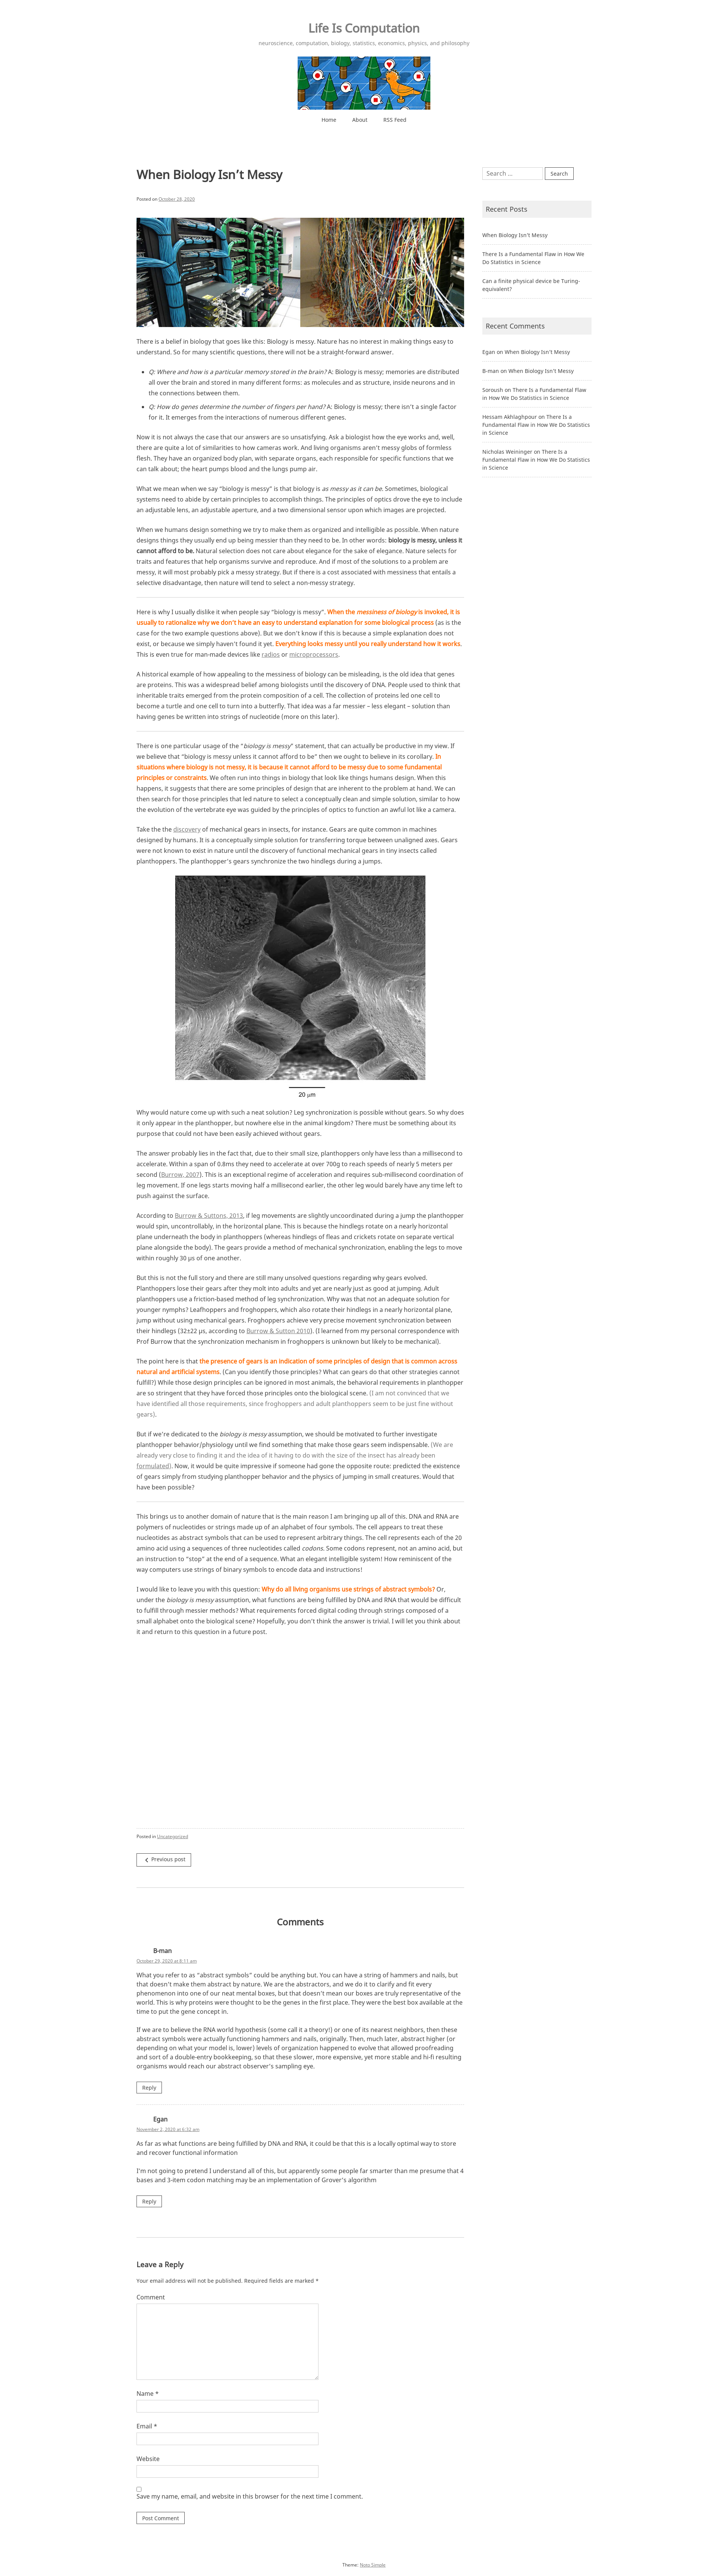 Life Is Computation
neuroscience, computation, biology, statistics, economics, physics, and philosophy
Home About RSS Feed
When Biology Isn't Messy
Posted on October 28, 2020
There is a belief in biology that goes like this: Biology is messy. Nature has no interest in making things easy to
understand. So for many scientific questions, there will not be a straight-forward answer.
• Q: Where and how is a particular memory stored in the brain? A: Biology is messy; memories are distributed
all over the brain and stored in many different forms: as molecules and as structure, inside neurons and in
the connections between them.
• Q: How do genes determine the number of fingers per hand? A: Biology is messy; there isn't a single factor
for it. It emerges from the interactions of numerous different genes.
Now it is not always the case that our answers are so unsatisfying. Ask a biologist how the eye works and, well,
there are quite a lot of similarities to how cameras work. And living organisms aren't messy globs of formless
flesh. They have an organized body plan, with separate organs, each responsible for specific functions that we
can talk about; the heart pumps blood and the lungs pump air.
What we mean when we say "biology is messy" is that biology is as messy as it can be. Sometimes, biological
systems need to abide by certain principles to accomplish things. The principles of optics drove the eye to include
an adjustable lens, an adjustable aperture, and a two dimensional sensor upon which images are projected.
When we humans design something we try to make them as organized and intelligible as possible. When nature
designs things they usually end up being messier than they ought to be. In other words: biology is messy, unless it
cannot afford to be. Natural selection does not care about elegance for the sake of elegance. Nature selects for
traits and features that help organisms survive and reproduce. And if most of the solutions to a problem are
messy, it will most probably pick a messy strategy. But if there is a cost associated with messiness that entails a
selective disadvantage, then nature will tend to select a non-messy strategy.
Here is why I usually dislike it when people say "biology is messy". When the messiness of biology is invoked, it is
usually to rationalize why we don't have an easy to understand explanation for some biological process (as is the
case for the two example questions above). But we don't know if this is because a simple explanation does not
exist, or because we simply haven't found it yet. Everything looks messy until you really understand how it works.
This is even true for man-made devices like radios or microprocessors.
A historical example of how appealing to the messiness of biology can be misleading, is the old idea that genes
are proteins. This was a widespread belief among biologists until the discovery of DNA. People used to think that
inheritable traits emerged from the protein composition of a cell. The collection of proteins led one cell to
become a turtle and one cell to turn into a butterfly. That idea was a far messier – less elegant – solution than
having genes be written into strings of nucleotide (more on this later).
There is one particular usage of the "biology is messy" statement, that can actually be productive in my view. If
we believe that "biology is messy unless it cannot afford to be" then we ought to believe in its corollary. In
situations where biology is not messy, it is because it cannot afford to be messy due to some fundamental
principles or constraints. We often run into things in biology that look like things humans design. When this
happens, it suggests that there are some principles of design that are inherent to the problem at hand. We can
then search for those principles that led nature to select a conceptually clean and simple solution, similar to how
the evolution of the vertebrate eye was guided by the principles of optics to function an awful lot like a camera.
Take the the discovery of mechanical gears in insects, for instance. Gears are quite common in machines
designed by humans. It is a conceptually simple solution for transferring torque between unaligned axes. Gears
were not known to exist in nature until the discovery of functional mechanical gears in tiny insects called
planthoppers. The planthopper's gears synchronize the two hindlegs during a jumps.
20 μm
Why would nature come up with such a neat solution? Leg synchronization is possible without gears. So why does
it only appear in the planthopper, but nowhere else in the animal kingdom? There must be something about its
purpose that could not have been easily achieved without gears.
The answer probably lies in the fact that, due to their small size, planthoppers only have less than a millisecond to
accelerate. Within a span of 0.8ms they need to accelerate at over 700g to reach speeds of nearly 5 meters per
second (Burrow, 2007). This is an exceptional regime of acceleration and requires sub-millisecond coordination of
leg movement. If one legs starts moving half a millisecond earlier, the other leg would barely have any time left to
push against the surface.
According to Burrow & Suttons, 2013, if leg movements are slightly uncoordinated during a jump the planthopper
would spin, uncontrollably, in the horizontal plane. This is because the hindlegs rotate on a nearly horizontal
plane underneath the body in planthoppers (whereas hindlegs of fleas and crickets rotate on separate vertical
plane alongside the body). The gears provide a method of mechanical synchronization, enabling the legs to move
within roughly 30 μs of one another.
But this is not the full story and there are still many unsolved questions regarding why gears evolved.
Planthoppers lose their gears after they molt into adults and yet are nearly just as good at jumping. Adult
planthoppers use a friction-based method of leg synchronization. Why was that not an adequate solution for
younger nymphs? Leafhoppers and froghoppers, which also rotate their hindlegs in a nearly horizontal plane,
jump without using mechanical gears. Froghoppers achieve very precise movement synchronization between
their hindlegs (32±22 μs, according to Burrow & Sutton 2010). (I learned from my personal correspondence with
Prof Burrow that the synchronization mechanism in froghoppers is unknown but likely to be mechanical).
The point here is that the presence of gears is an indication of some principles of design that is common across
natural and artificial systems. (Can you identify those principles? What can gears do that other strategies cannot
fulfill?) While those design principles can be ignored in most animals, the behavioral requirements in planthopper
are so stringent that they have forced those principles onto the biological scene. (I am not convinced that we
have identified all those requirements, since froghoppers and adult planthoppers seem to be just fine without
gears).
But if we're dedicated to the biology is messy assumption, we should be motivated to further investigate
planthopper behavior/physiology until we find something that make those gears seem indispensable. (We are
already very close to finding it and the idea of it having to do with the size of the insect has already been
formulated). Now, it would be quite impressive if someone had gone the opposite route: predicted the existence
of gears simply from studying planthopper behavior and the physics of jumping in small creatures. Would that
have been possible?
This brings us to another domain of nature that is the main reason I am bringing up all of this. DNA and RNA are
polymers of nucleotides or strings made up of an alphabet of four symbols. The cell appears to treat these
nucleotides as abstract symbols that can be used to represent arbitrary things. The cell represents each of the 20
amino acid using a sequences of three nucleotides called codons. Some codons represent, not an amino acid, but
an instruction to "stop" at the end of a sequence. What an elegant intelligible system! How reminiscent of the
way computers use strings of binary symbols to encode data and instructions!
I would like to leave you with this question: Why do all living organisms use strings of abstract symbols? Or,
under the biology is messy assumption, what functions are being fulfilled by DNA and RNA that would be difficult
to fulfill through messier methods? What requirements forced digital coding through strings composed of a
small alphabet onto the biological scene? Hopefully, you don't think the answer is trivial. I will let you think about
it and return to this question in a future post.
Posted in Uncategorized
Previous post
Comments
B-man
October 29, 2020 at 8:11 am
What you refer to as "abstract symbols" could be anything but. You can have a string of hammers and nails, but
that doesn't make them abstract by nature. We are the abstractors, and we do it to clarify and fit every
phenomenon into one of our neat mental boxes, but that doesn't mean our boxes are truly representative of the
world. This is why proteins were thought to be the genes in the first place. They were the best box available at the
time to put the gene concept in.
If we are to believe the RNA world hypothesis (some call it a theory!) or one of its nearest neighbors, then these
abstract symbols were actually functioning hammers and nails, originally. Then, much later, abstract higher (or
depending on what your model is, lower) levels of organization happened to evolve that allowed proofreading
and sort of a double-entry bookkeeping, so that these slower, more expensive, yet more stable and hi-fi resulting
organisms would reach our abstract observer's sampling eye.
Reply
Egan
November 2, 2020 at 6:32 am
As far as what functions are being fulfilled by DNA and RNA, it could be that this is a locally optimal way to store
and recover functional information
I'm not going to pretend I understand all of this, but apparently some people far smarter than me presume that 4
bases and 3-item codon matching may be an implementation of Grover's algorithm
Reply
Leave a Reply
Your email address will not be published. Required fields are marked *
Comment
Name *
Email *
Website
Save my name, email, and website in this browser for the next time I comment.
Post Comment
Search …
Search
Recent Posts
When Biology Isn't Messy
There Is a Fundamental Flaw in How We
Do Statistics in Science
Can a finite physical device be Turing-
equivalent?
Recent Comments
Egan on When Biology Isn't Messy
B-man on When Biology Isn't Messy
Soroush on There Is a Fundamental Flaw
in How We Do Statistics in Science
Hessam Akhlaghpour on There Is a
Fundamental Flaw in How We Do Statistics
in Science
Nicholas Weininger on There Is a
Fundamental Flaw in How We Do Statistics
in Science
Theme: Noto Simple